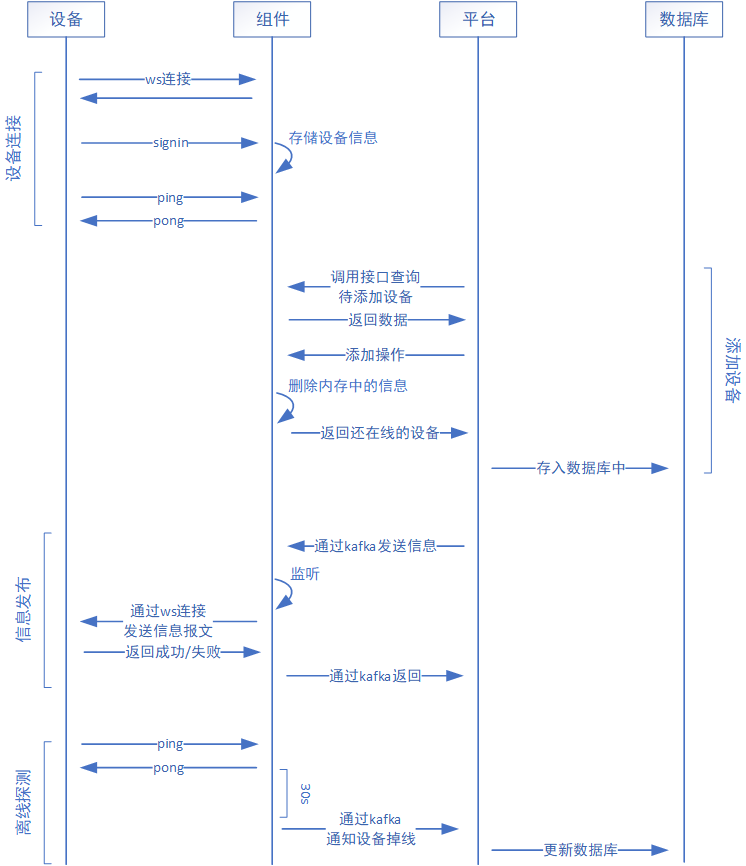 设备
组件
平台
数据库
设备连接
ws连接
signin
存储设备信息
ping
pong
添加设备
调用接口查询
待添加设备
返回数据
添加操作
删除内存中的信息
返回还在线的设备
存入数据库中
信息发布
通过kafka发送信息
监听
通过ws连接
发送信息报文
返回成功/失败
通过kafka返回
离线探测
ping
pong
30s
通过kafka
通知设备掉线
更新数据库